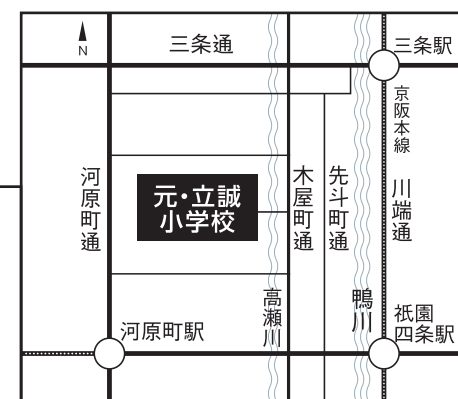 N
三条通
三条駅
京阪本線
河原町通
元・立誠
小学校
木屋町通
先斗町通
川端通
高瀬川
鴨川
祇園
四条駅
河原町駅